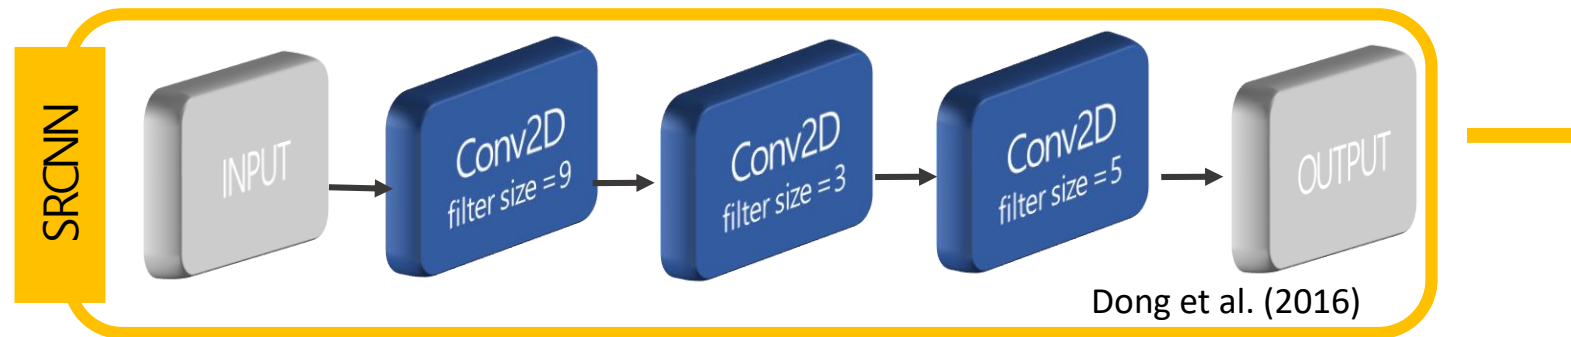 SRCNN
INPUT
Conv2D
filter size = 9
Conv2D
filter size = 3
Conv2D
filter size = 5
OUTPUT
Dong et al. (2016)